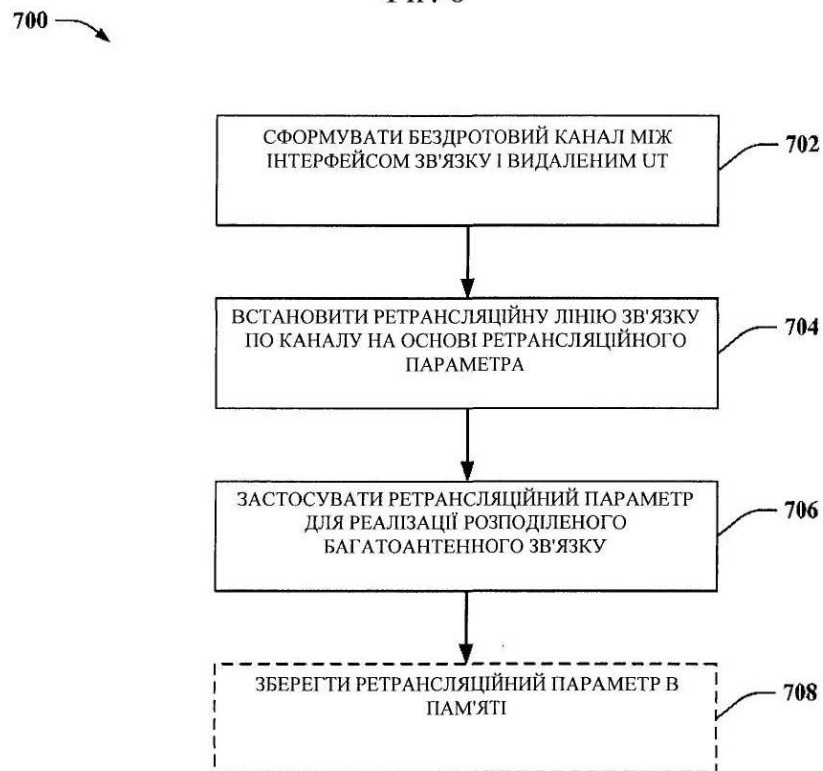 700
СФОРМУВАТИ БЕЗДРОТОВИЙ КАНАЛ МІЖ
ІНТЕРФЕЙСОМ ЗВ'ЯЗКУ І ВИДАЛЕНИМ UT
702
ВСТАНОВИТИ РЕТРАНСЛЯЦІЙНУ ЛІНІЮ ЗВ'ЯЗКУ
ПО КАНАЛУ НА ОСНОВІ РЕТРАНСЛЯЦІЙНОГО
ПАРАМЕТРА
704
ЗАСТОСУВАТИ РЕТРАНСЛЯЦІЙНИЙ ПАРАМЕТР
ДЛЯ РЕАЛІЗАЦІЇ РОЗПОДІЛЕНОГО
БАГАТОАНТЕННОГО ЗВ'ЯЗКУ
706
ЗБЕРЕГТИ РЕТРАНСЛЯЦІЙНИЙ ПАРАМЕТР В
ПАМ'ЯТІ
708